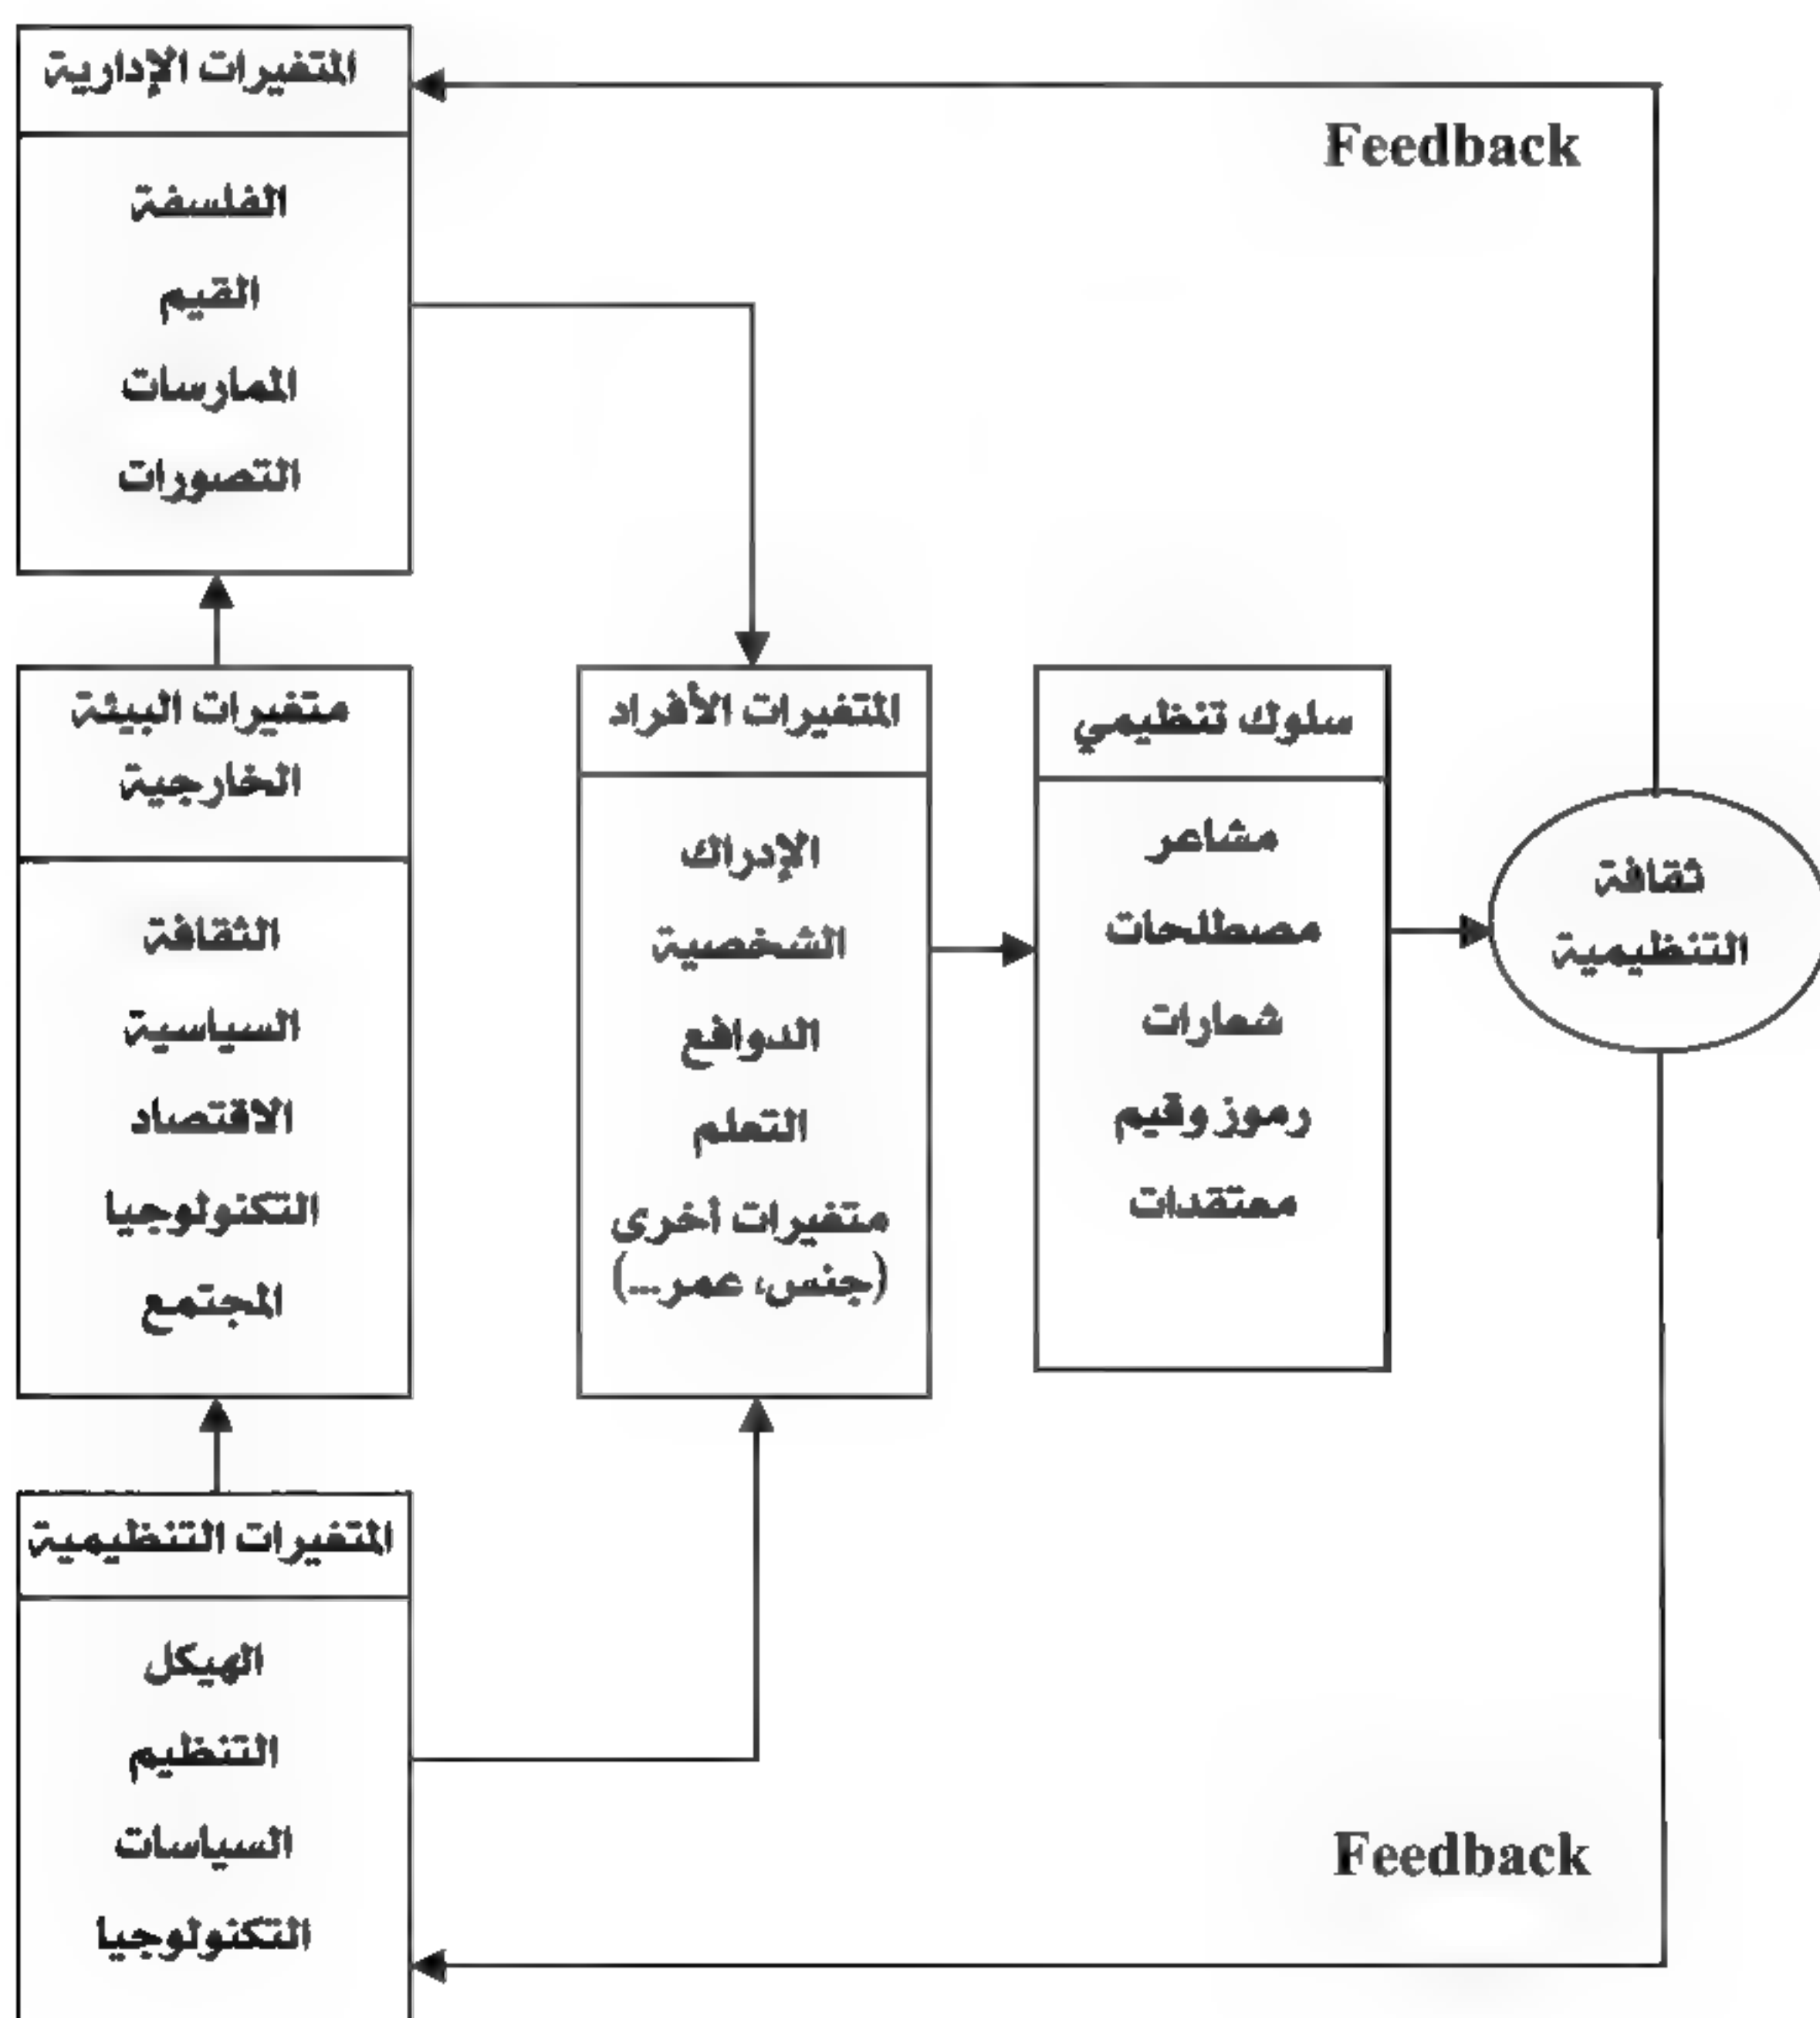 المتغيرات الإدارية
الفلسفة
القيم
الممارسات
التصورات
Feedback
متغيرات البيئة
الخارجية
الثقافة
السياسية
الاقتصاد
التكنولوجيا
المجتمع
المتغيرات الأفراد
الإدراك
الشخصية
الدوافع
التعلم
متغيرات أخرى
(جنس، عمر...)
سلوك تنظيمي
مشاعر
مصطلحات
شعارات
رموز وقيم
معتقدات
ثقافة
التنظيمية
المتغيرات التنظيمية
الهيكل
التنظيم
السياسات
التكنولوجيا
Feedback